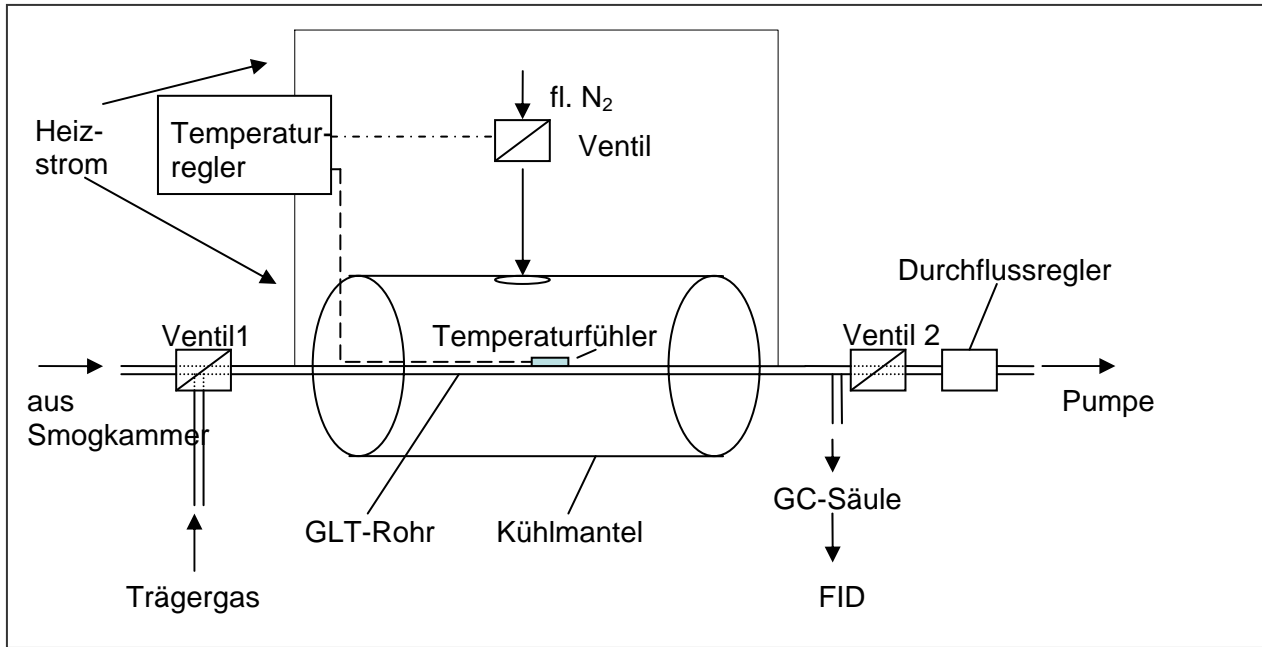 fl. N₂
Heiz-
strom
Temperatur-
regler
Ventil
Durchflussregler
Ventil1
Temperaturfühler
Ventil 2
aus
Smogkammer
Pumpe
GLT-Rohr
Kühlmantel
GC-Säule
Trägergas
FID